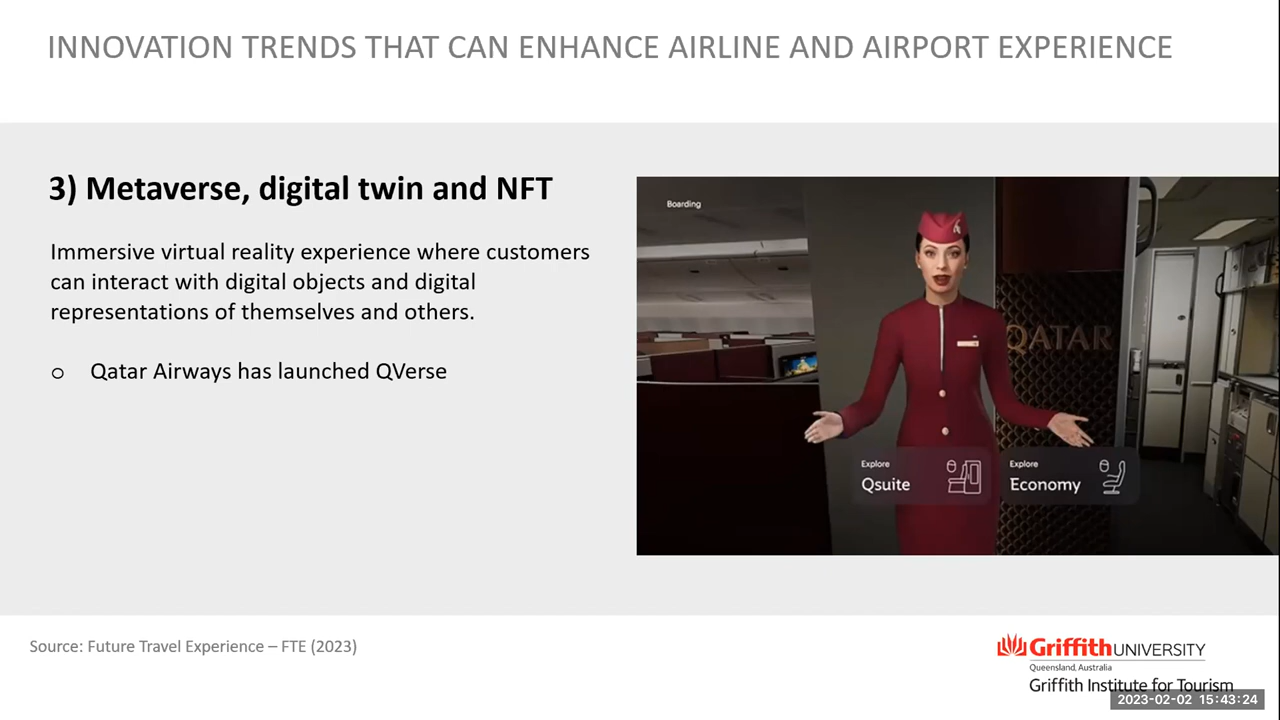 INNOVATION TRENDS THAT CAN ENHANCE AIRLINE AND AIRPORT EXPERIENCE
3) Metaverse, digital twin and NFT
Immersive virtual reality experience where customers
can interact with digital objects and digital
representations of themselves and others.
o Qatar Airways has launched QVerse
Boarding
QATAR
Explore
Qsuite
Explore
Economy
Source: Future Travel Experience – FTE (2023)
Griffith UNIVERSITY
Queensland, Australia
Griffith Institute for Tourism
2023-02-02 15:43:24